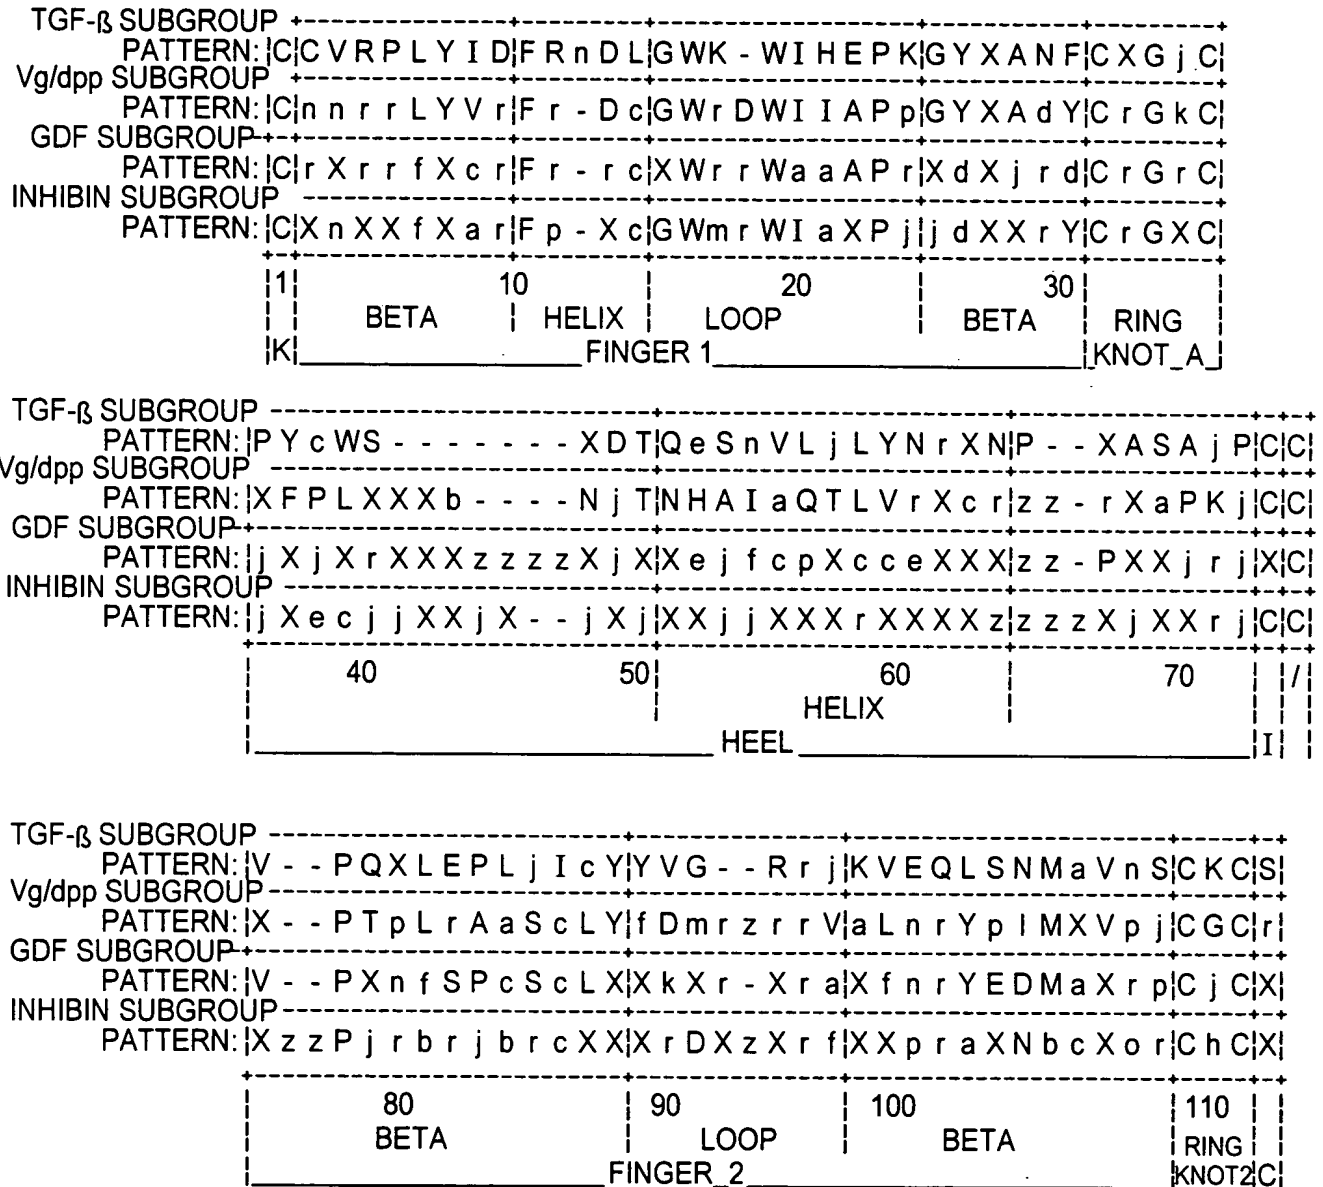 TGF-ß SUBGROUP
PATTERN: |C|C V R P L Y I D|F R n D L|G W K - W I H E P K|G Y X A N F|C X G j C|
Vg/dpp SUBGROUP
PATTERN: |C|n n r r L Y V r|F r - D c|G W r D W I I A P p|G Y X A d Y|C r G k C|
GDF SUBGROUP
PATTERN: |C|r X r r f X c r|F r - r c|X W r r W a a A P r|X d X j r d|C r G r C|
INHIBIN SUBGROUP
PATTERN: |C|X n X X f X a r|F p - X c|G W m r W I a X P j|j d X X r Y|C r G X C|
|1| 10 20 30
BETA | HELIX | LOOP | BETA | RING
|K| FINGER 1 |KNOT_A_|
TGF-ß SUBGROUP
PATTERN: |P Y c W S - - - - - - - X D T|Q e S n V L j L Y N r X N|P - - X A S A j P|C|C|
Vg/dpp SUBGROUP
PATTERN: |X F P L X X X b - - - - N j T|N H A I a Q T L V r X c r|z z - r X a P K j|C|C|
GDF SUBGROUP
PATTERN: |j X j X r X X X z z z z X j X|X e j f c p X c c e X X X|z z - P X X j r j|X|C|
INHIBIN SUBGROUP
PATTERN: |j X e c j j X X j X - - j X j|X X j j X X X r X X X X z|z z z X j X X r j|C|C|
40 50 60 70 | |/|
HELIX
HEEL |I|
TGF-ß SUBGROUP
PATTERN: |V - - P Q X L E P L j I c Y|Y V G - - R r j|K V E Q L S N M a V n S|C K C|S|
Vg/dpp SUBGROUP
PATTERN: |X - - P T p L r A a S c L Y|f D m r z r r V|a L n r Y p I M X V p j|C G C|r|
GDF SUBGROUP
PATTERN: |V - - P X n f S P c S c L X|X k X r - X r a|X f n r Y E D M a X r p|C j C|X|
INHIBIN SUBGROUP
PATTERN: |X z z P j r b r j b r c X X|X r D X z X r f|X X p r a X N b c X o r|C h C|X|
80 90 100 110
BETA | LOOP | BETA | RING
FINGER_2 |KNOT2|C|